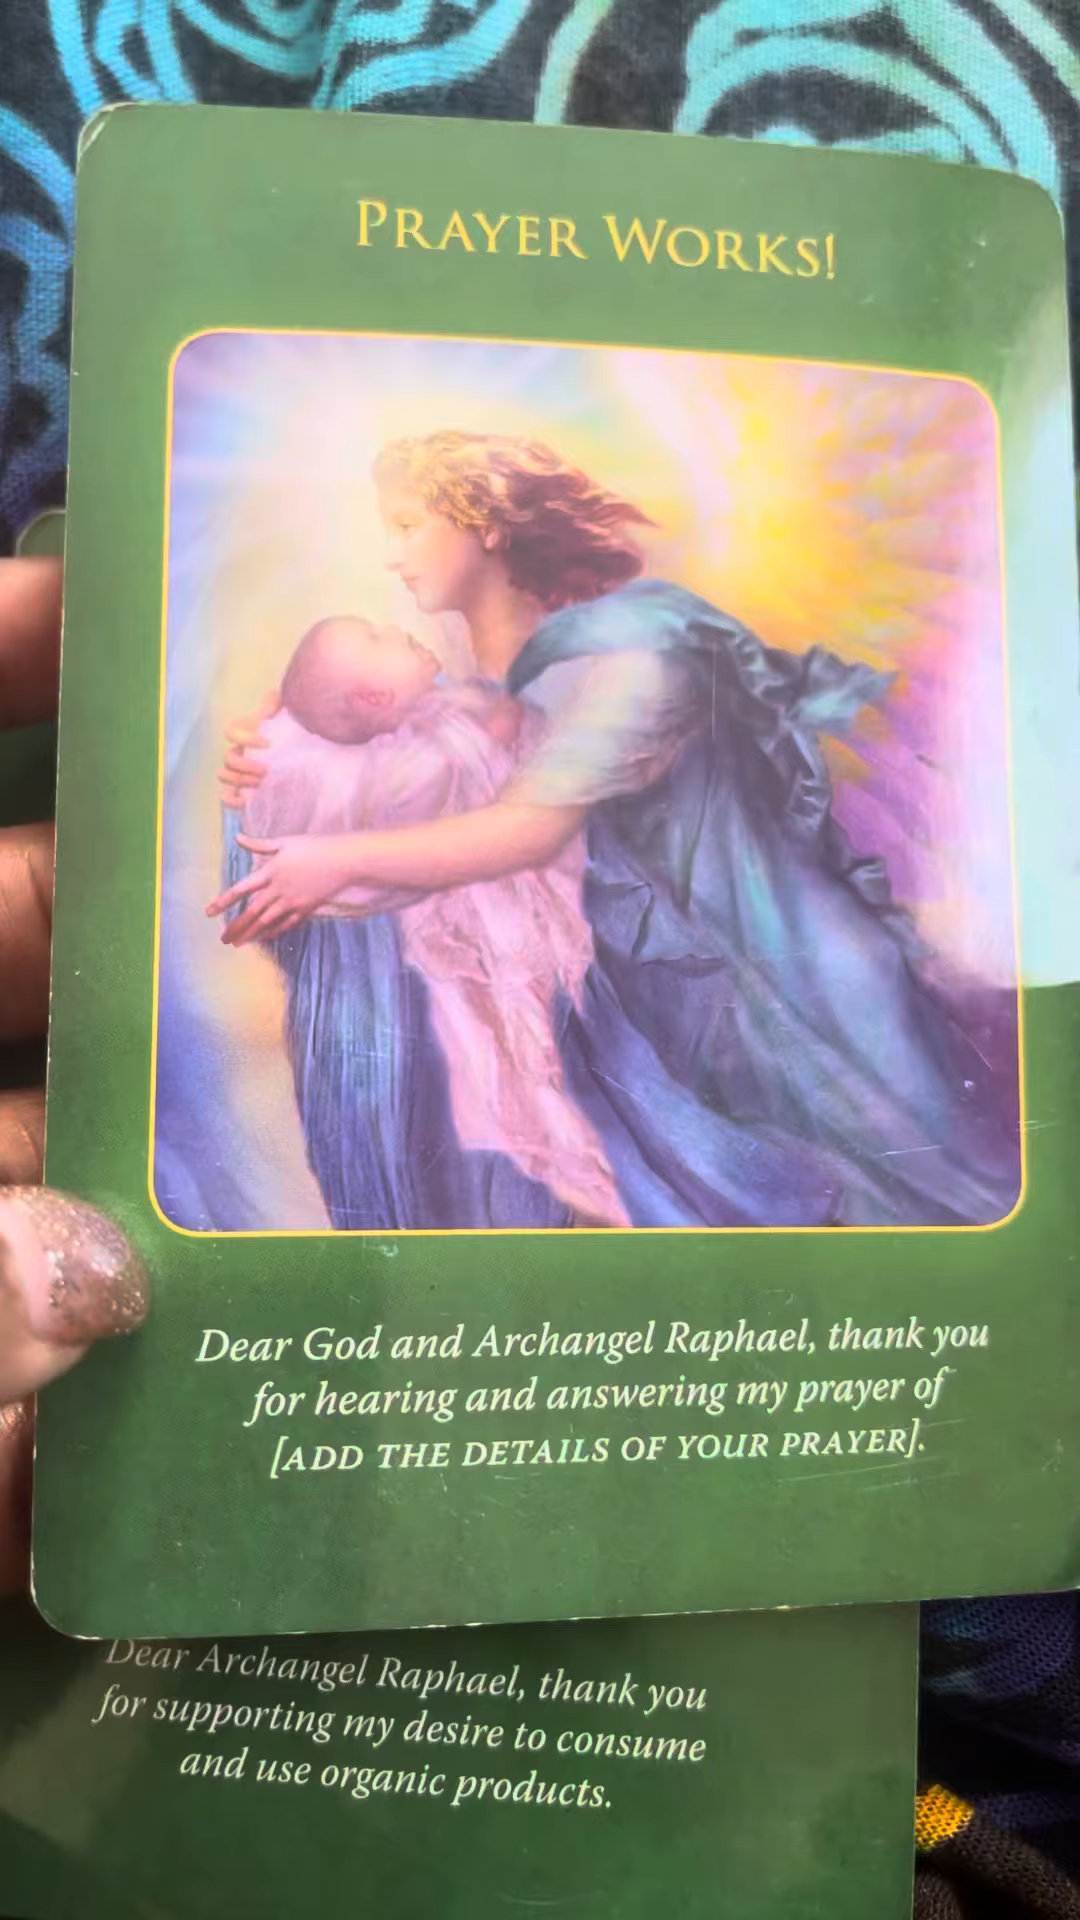 PRAYER WORKS!
Dear God and Archangel Raphael, thank you
for hearing and answering my prayer of
[ADD THE DETAILS OF YOUR PRAYER].
Dear Archangel Raphael, thank you
for supporting my desire to consume
and use organic products.